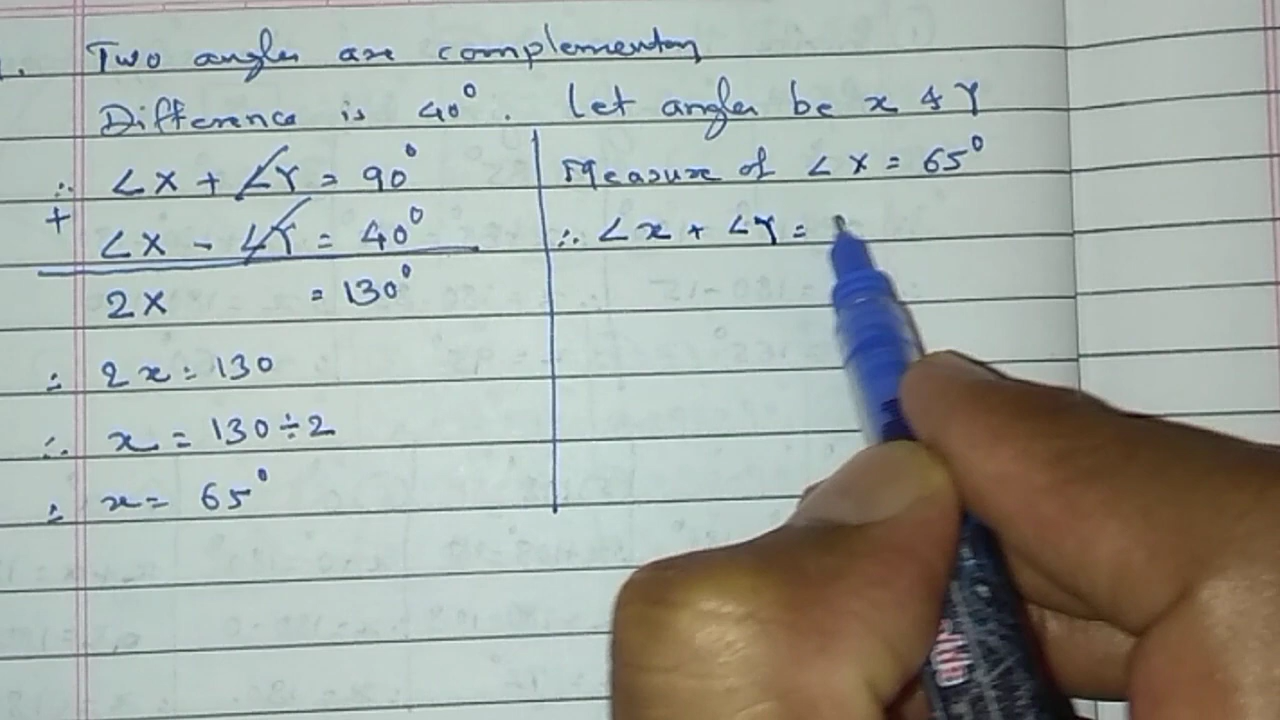 1. Two angles are complementary
Difference is 40°. Let angles be x & Y
∴ ∠X + ∠Y = 90°
+ ∠X - ∠Y = 40°
2X = 130°
∴ 2x = 130
∴ x = 130 ÷ 2
∴ x = 65°
Measure of ∠X = 65°
∴ ∠x + ∠Y =